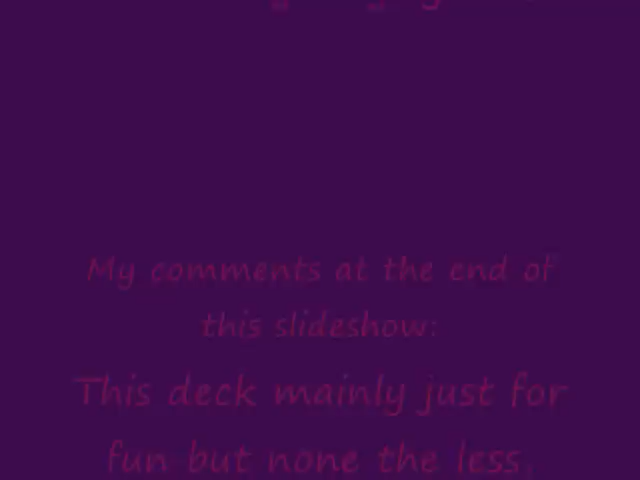 My comments at the end of
this slideshow:
This deck mainly just for
fun but none the less,